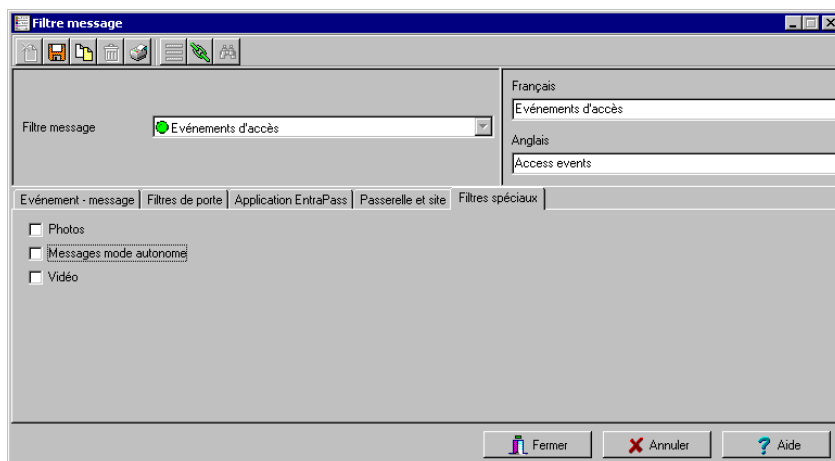 Filtre message
Français
Evénements d'accès
Filtre message
Evénements d'accès
Anglais
Access events
Evénement - message
Filtres de porte
Application EntraPass
Passerelle et site
Filtres spéciaux
Photos
Messages mode autonome
Vidéo
Fermer
Annuler
Aide